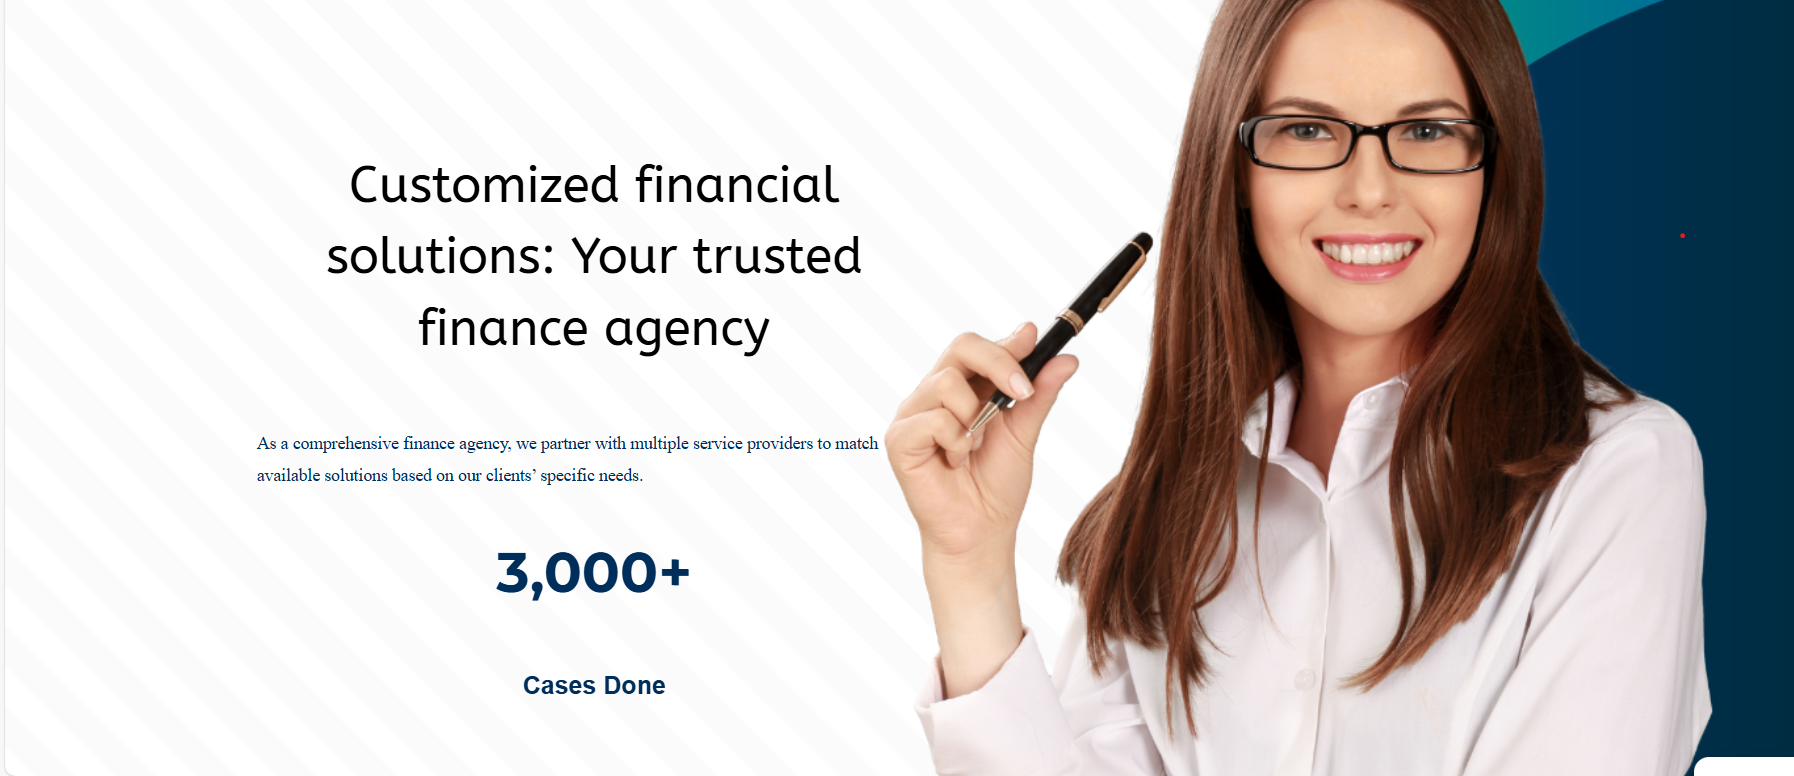 Customized financial
solutions: Your trusted
finance agency
As a comprehensive finance agency, we partner with multiple service providers to match
available solutions based on our clients’ specific needs.
3,000+
Cases Done